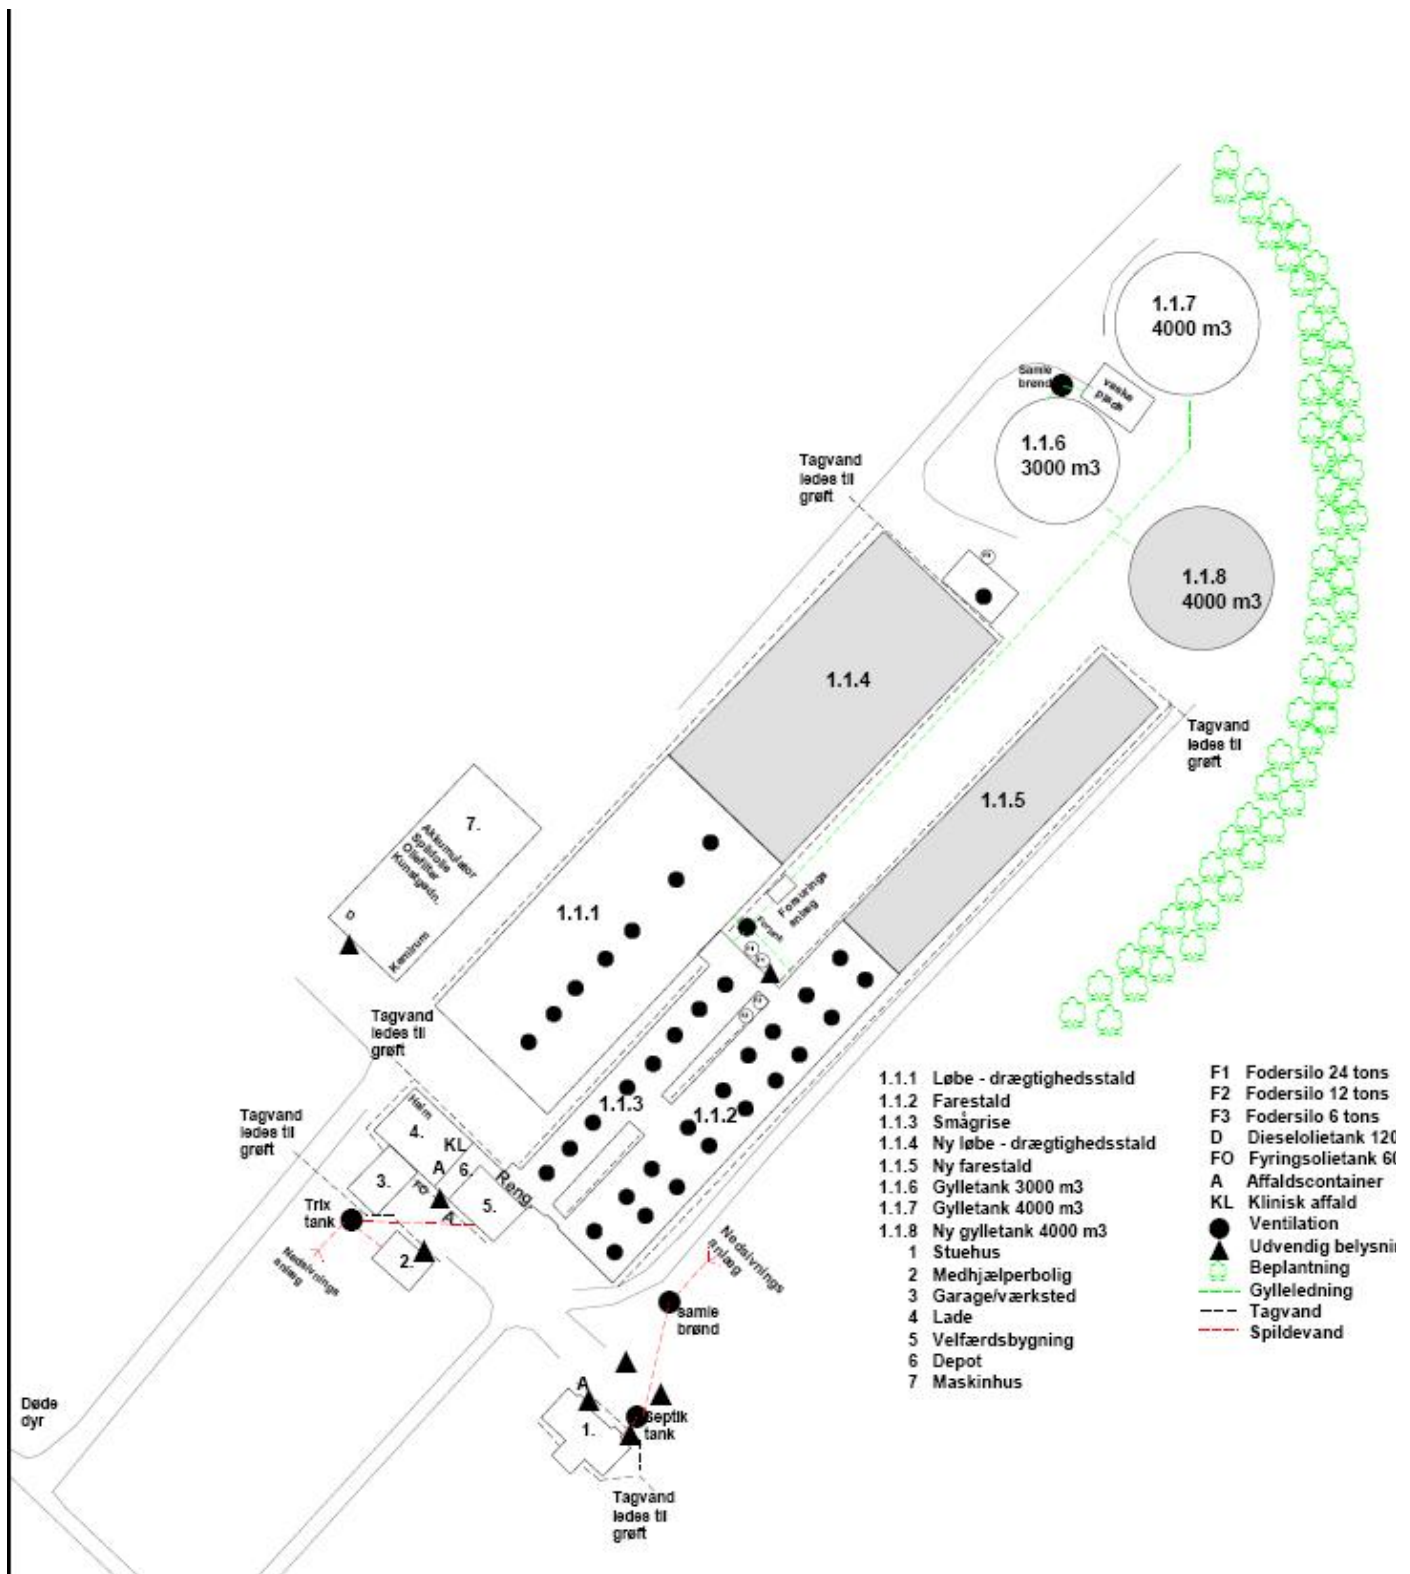 1.1.7
4000 m3
Samle
brønd
vaske
plads
1.1.6
3000 m3
Tagvand
ledes til
grøft
1.1.8
4000 m3
1.1.4
Tagvand
ledes til
grøft
1.1.5
7.
Akkumulator
Spildolie
Oliefilter
Kunstgødn.
D
Kemirum
1.1.1
Forsurings
anlæg
Fortank
Tagvand
ledes til
grøft
1.1.3
1.1.2
Tagvand
ledes til
grøft
Halm
4.
KL
A
6.
3.
FO
A
5.
Reng.
Trix
tank
Nedsivnings
anlæg
2.
Nedsivnings
anlæg
samle
brønd
A
1.
Septik
tank
Tagvand
ledes til
grøft
Døde
dyr
1.1.1 Løbe - drægtighedsstald
1.1.2 Farestald
1.1.3 Smågrise
1.1.4 Ny løbe - drægtighedsstald
1.1.5 Ny farestald
1.1.6 Gylletank 3000 m3
1.1.7 Gylletank 4000 m3
1.1.8 Ny gylletank 4000 m3
1 Stuehus
2 Medhjælperbolig
3 Garage/værksted
4 Lade
5 Velfærdsbygning
6 Depot
7 Maskinhus
F1 Fodersilo 24 tons
F2 Fodersilo 12 tons
F3 Fodersilo 6 tons
D Dieselolietank 120
FO Fyringsolietank 60
A Affaldscontainer
KL Klinisk affald
Ventilation
Udvendig belysni
Beplantning
Gylleledning
Tagvand
Spildevand